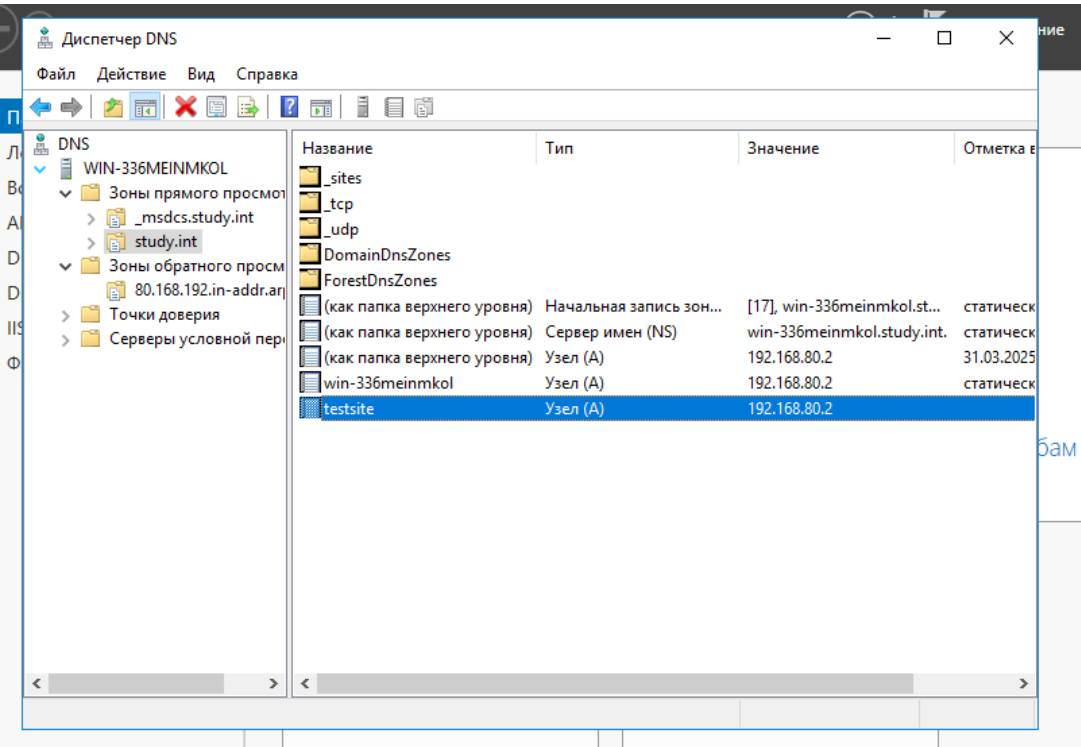 ние
Диспетчер DNS
Файл Действие Вид Справка
DNS
WIN-336MEINMKOL
Зоны прямого просмот
_msdcs.study.int
study.int
Зоны обратного просм
80.168.192.in-addr.arp
Точки доверия
Серверы условной пере
Название Тип Значение Отметка в
_sites
_tcp
_udp
DomainDnsZones
ForestDnsZones
(как папка верхнего уровня) Начальная запись зон... [17], win-336meinmkol.st... статическ
(как папка верхнего уровня) Сервер имен (NS) win-336meinmkol.study.int. статическ
(как папка верхнего уровня) Узел (A) 192.168.80.2 31.03.2025
win-336meinmkol Узел (A) 192.168.80.2 статическ
testsite Узел (A) 192.168.80.2
бам